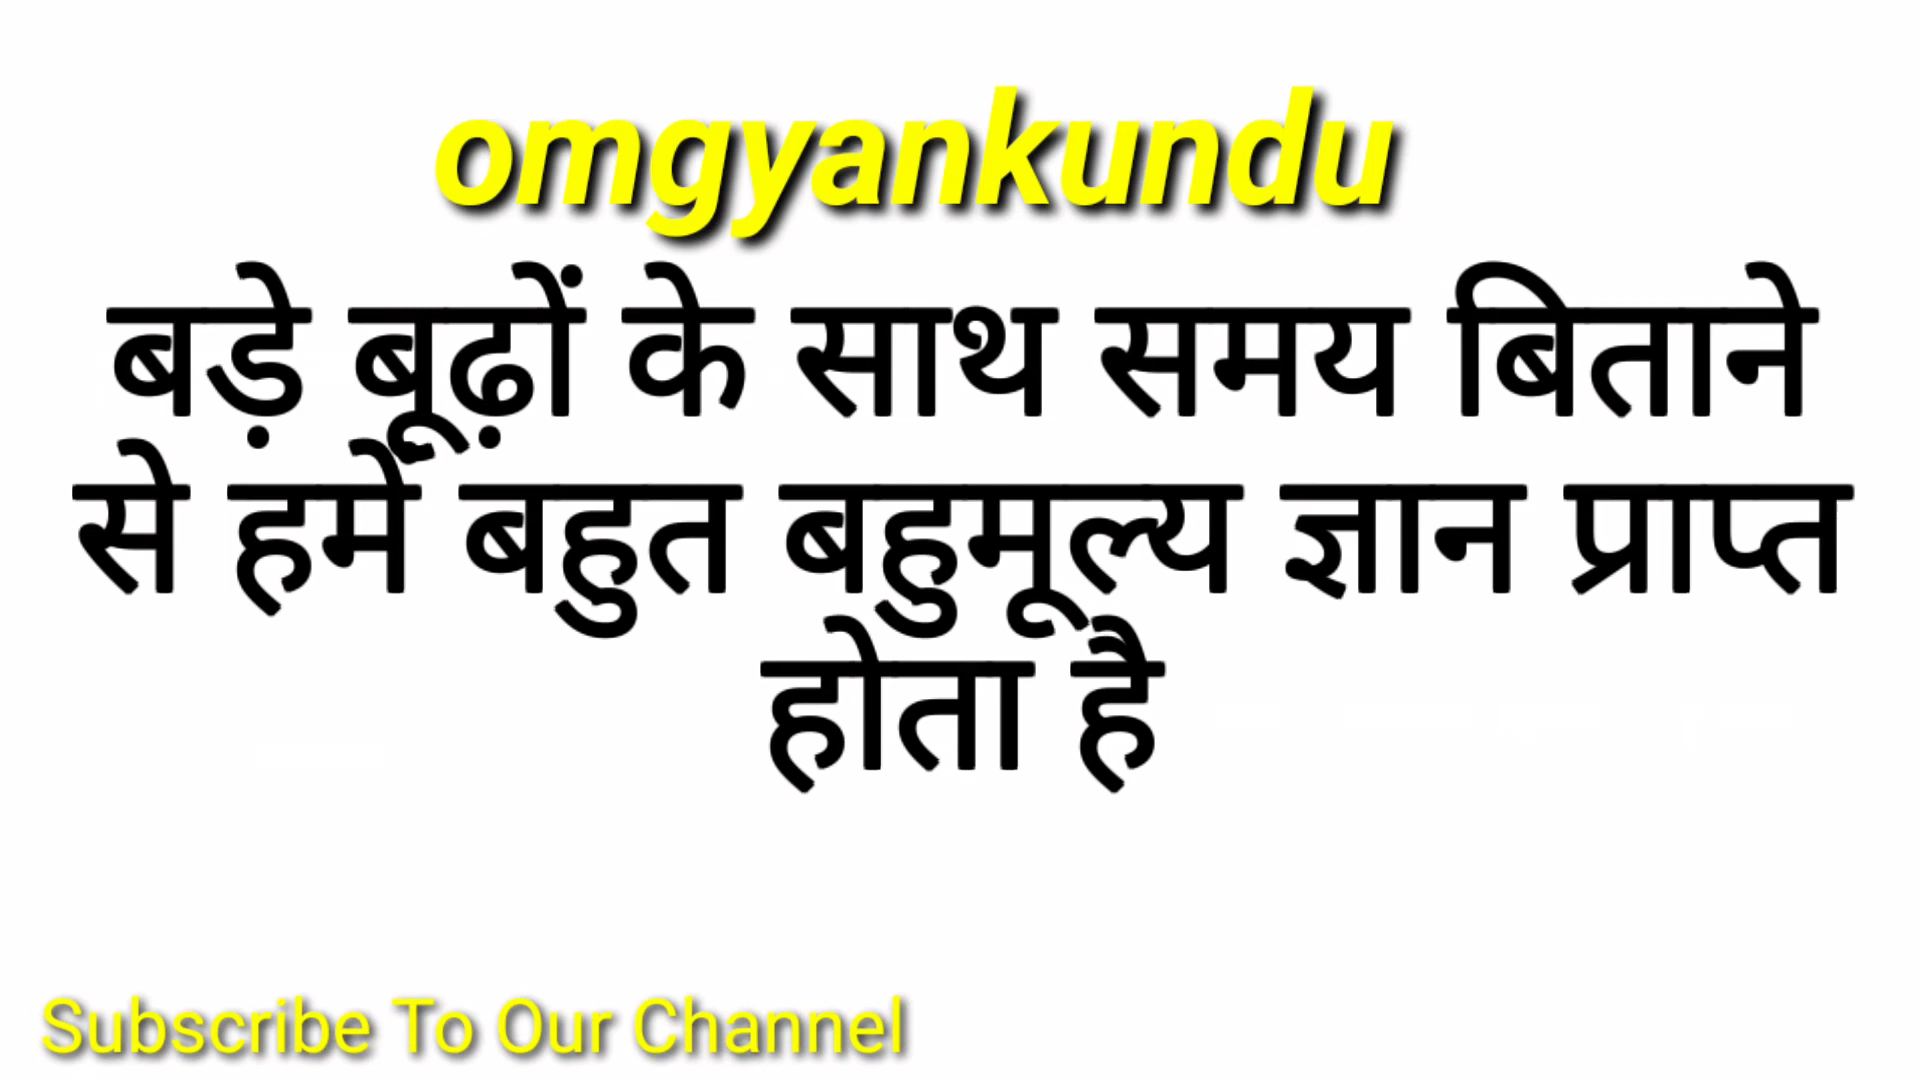 omgyankundu
बड़े बूढ़ों के साथ समय बिताने
से हमे बहुत बहुमूल्य ज्ञान प्राप्त
होता है
Subscribe To Our Channel